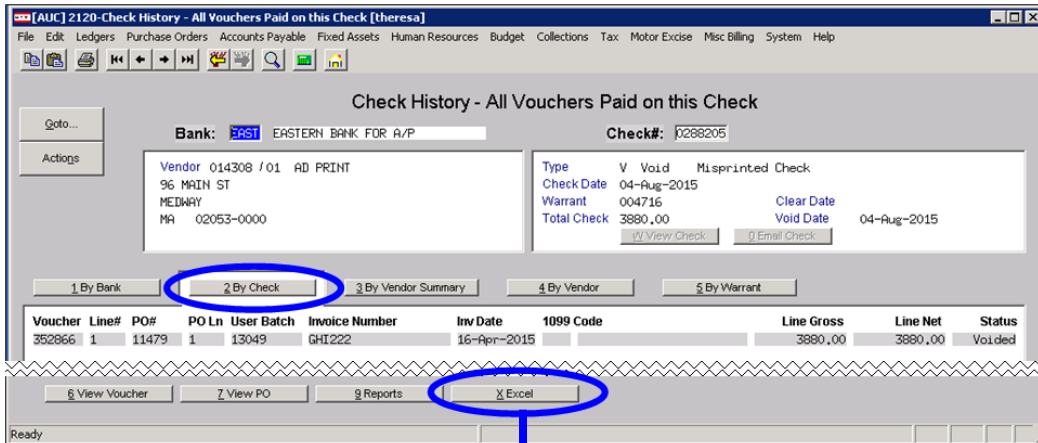 [AUC] 2120-Check History - All Vouchers Paid on this Check [theresa]
File Edit Ledgers Purchase Orders Accounts Payable Fixed Assets Human Resources Budget Collections Tax Motor Excise Misc Billing System Help
Check History - All Vouchers Paid on this Check
Goto...
Bank: EAST EASTERN BANK FOR A/P Check#: 0288205
Actions
Vendor 014308 /01 AD PRINT
96 MAIN ST
MEDWAY
MA 02053-0000
Type V Void Misprinted Check
Check Date 04-Aug-2015
Warrant 004716 Clear Date
Total Check 3880.00 Void Date 04-Aug-2015
W View Check 0 Email Check
1 By Bank 2 By Check 3 By Vendor Summary 4 By Vendor 5 By Warrant
Voucher Line# PO# PO Ln User Batch Invoice Number Inv Date 1099 Code Line Gross Line Net Status
352866 1 11479 1 13049 GHI222 16-Apr-2015 3880.00 3880.00 Voided
6 View Voucher 7 View PO 9 Reports X Excel
Ready